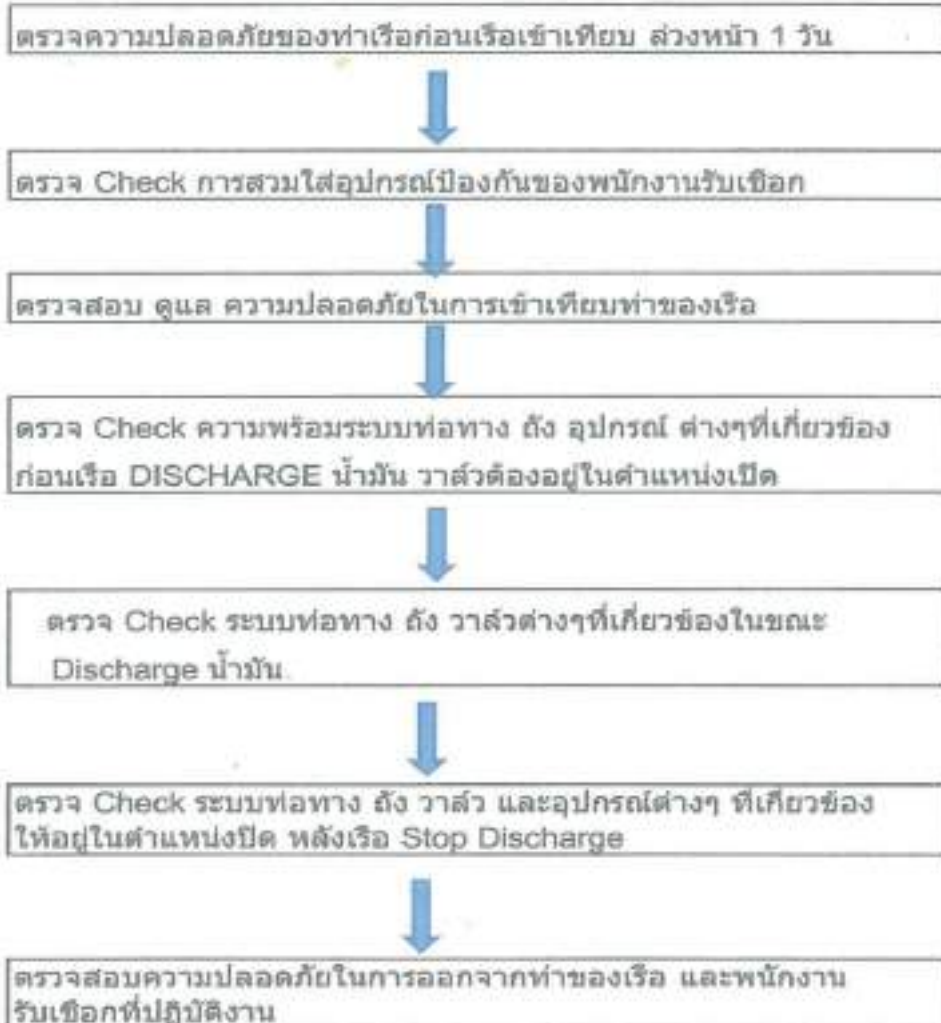 ตรวจความปลอดภัยของท่าเรือก่อนเรือเข้าเทียบ ล่วงหน้า 1 วัน
ตรวจ Check การสวมใส่อุปกรณ์ป้องกันของพนักงานรับเชือก
ตรวจสอบ ดูแล ความปลอดภัยในการเข้าเทียบท่าของเรือ
ตรวจ Check ความพร้อมระบบท่อทาง ถัง อุปกรณ์ ต่างๆที่เกี่ยวข้อง
ก่อนเรือ DISCHARGE น้ำมัน วาล์วต้องอยู่ในตำแหน่งเปิด
ตรวจ Check ระบบท่อทาง ถัง วาล์วต่างๆที่เกี่ยวข้องในขณะ
Discharge น้ำมัน
ตรวจ Check ระบบท่อทาง ถัง วาล์ว และอุปกรณ์ต่างๆ ที่เกี่ยวข้อง
ให้อยู่ในตำแหน่งปิด หลังเรือ Stop Discharge
ตรวจสอบความปลอดภัยในการออกจากท่าของเรือ และพนักงาน
รับเชือกที่ปฏิบัติงาน